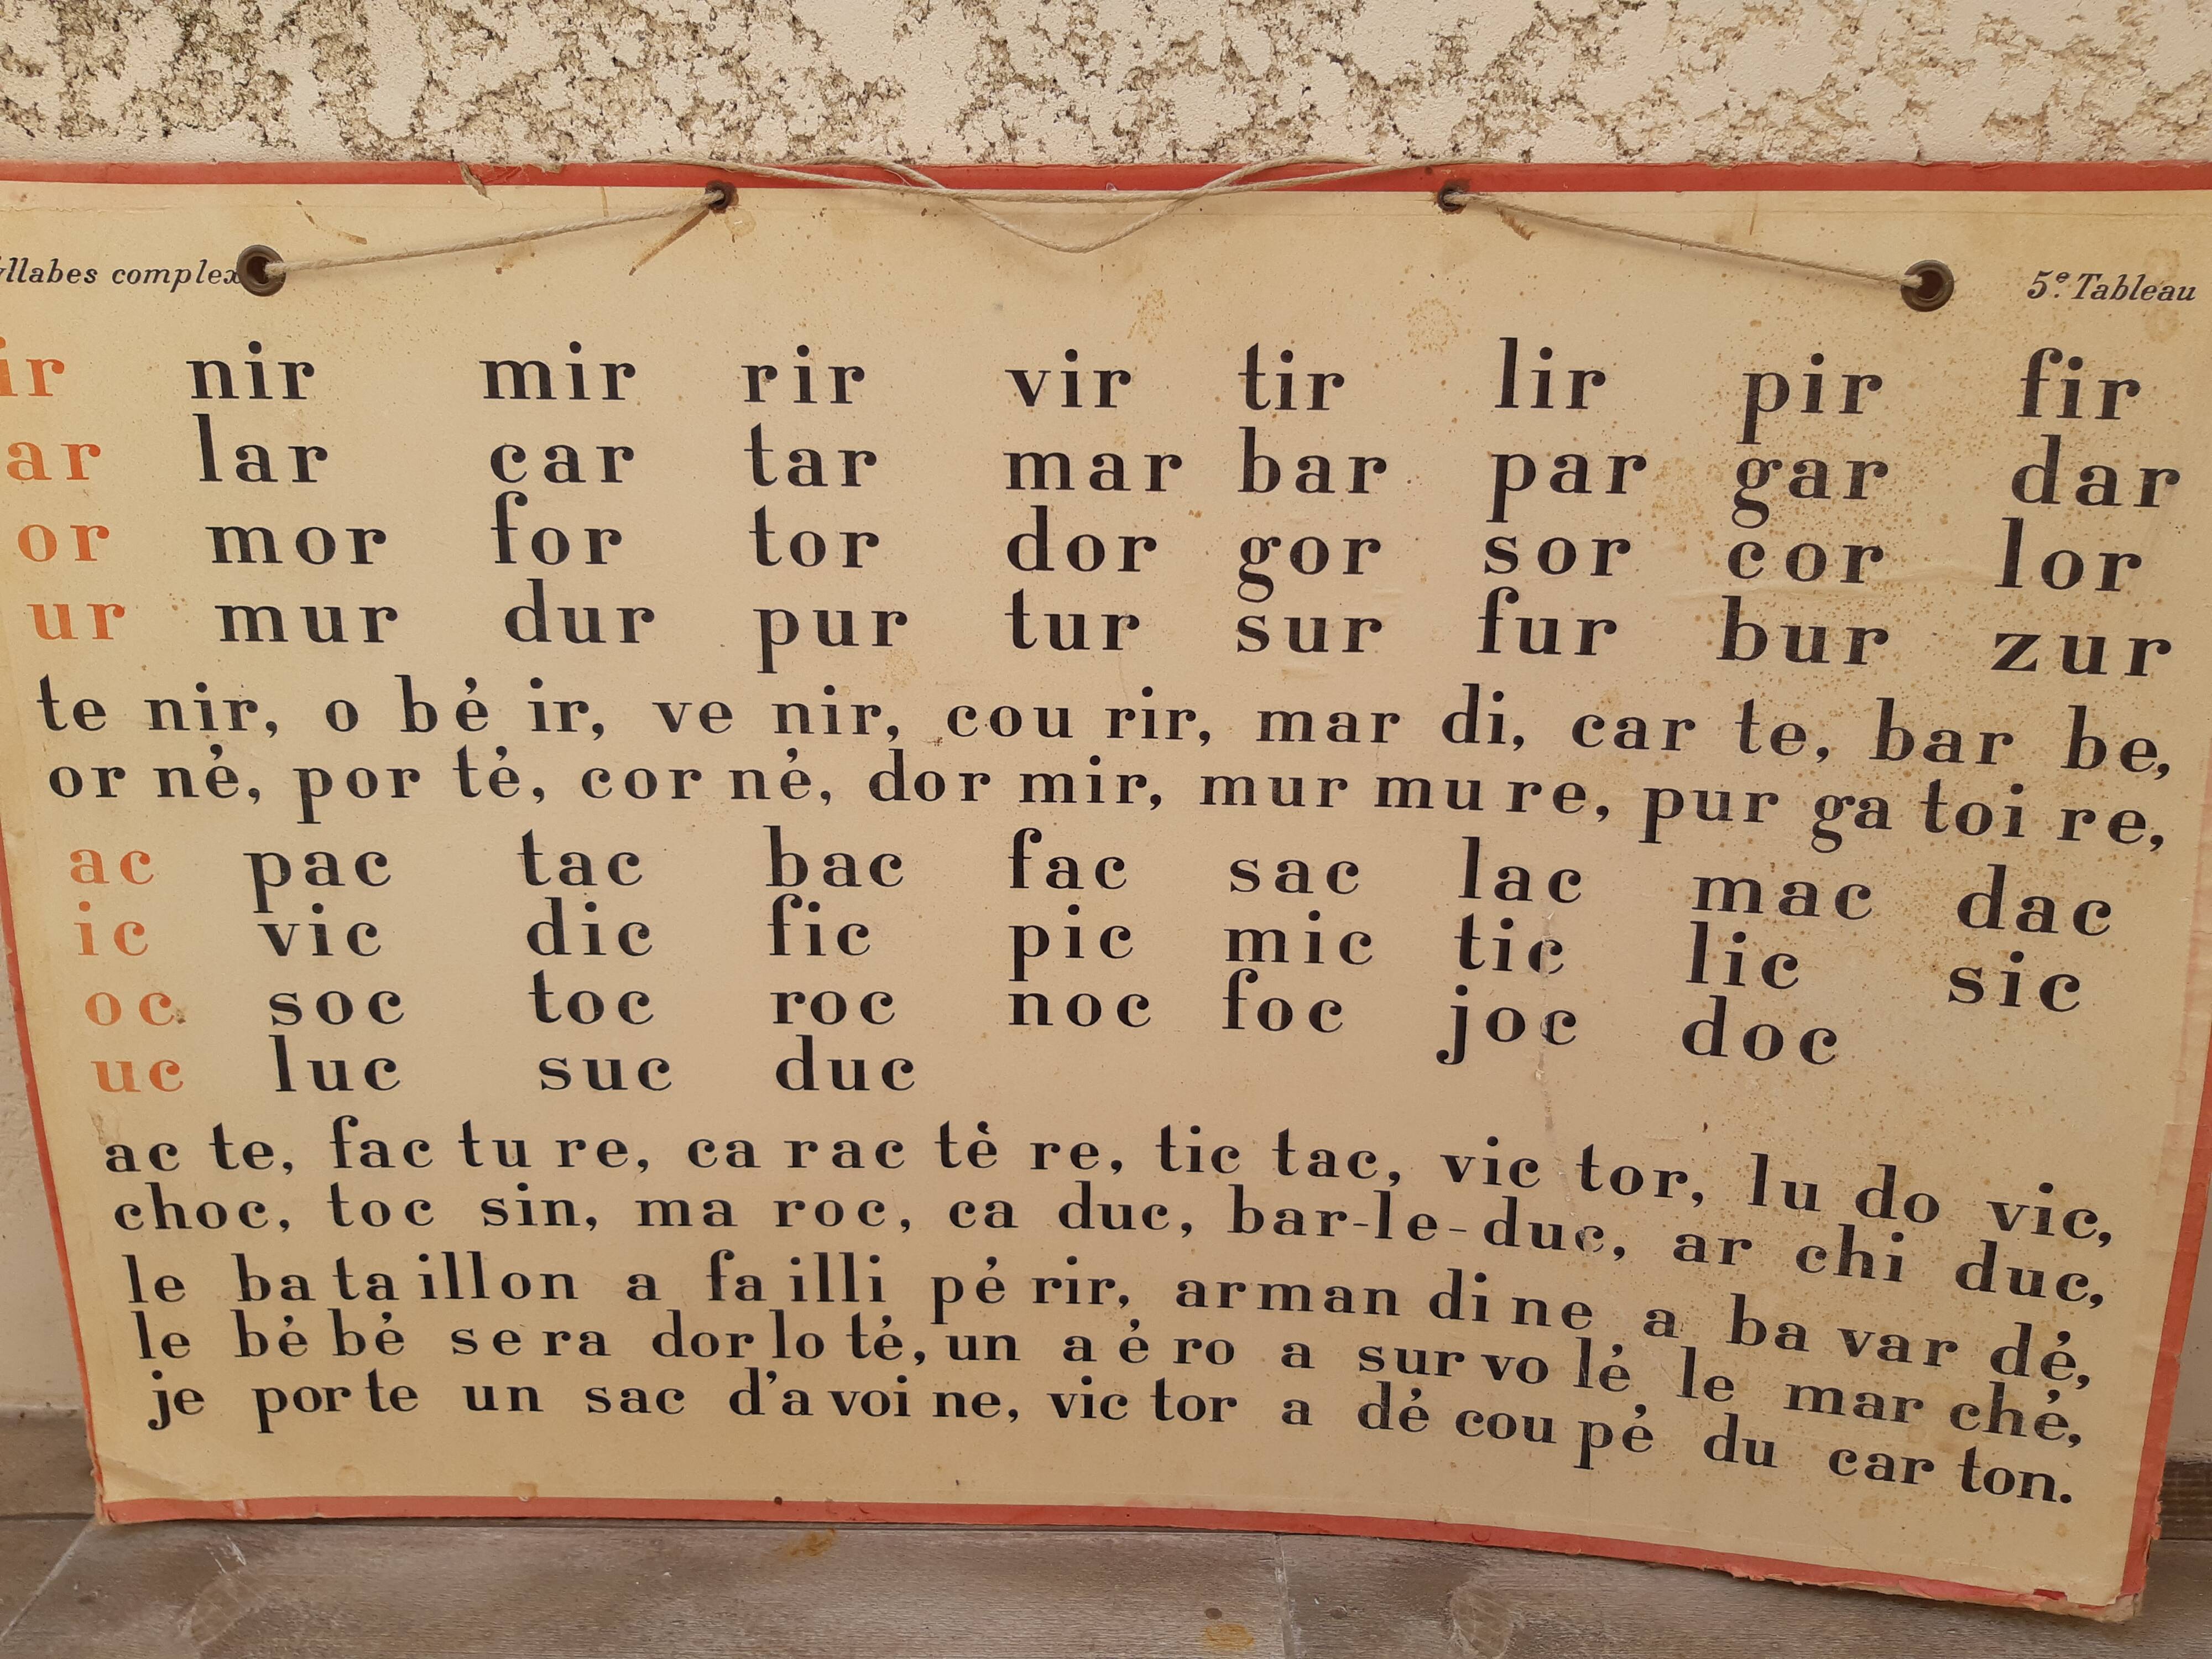 yllabes complex 5e Tableau
ir nir mir rir vir tir lir pir fir
ar lar car tar mar bar par gar dar
or mor for tor dor gor sor cor lor
ur mur dur pur tur sur fur bur zur
te nir, o bé ir, ve nir, cou rir, mar di, car te, bar be,
or né, por té, cor né, dor mir, mur mu re, pur ga toi re,
ac pac tac bac fac sac lac mac dac
ic vic dic fic pic mic tic lic sic
oc soc toc roc noc foc joc doc
uc luc suc duc
ac te, fac tu re, ca rac tè re, tic tac, vic tor, lu do vic,
choc, toc sin, ma roc, ca duc, bar-le-duc, ar chi duc,
le ba ta illon a fa illi pé rir, ar man di ne a ba var dé,
le bé bé se ra dor lo té, un a é ro a sur vo lé le mar ché,
je por te un sac d'a voi ne, vic tor a dé cou pé du car ton.